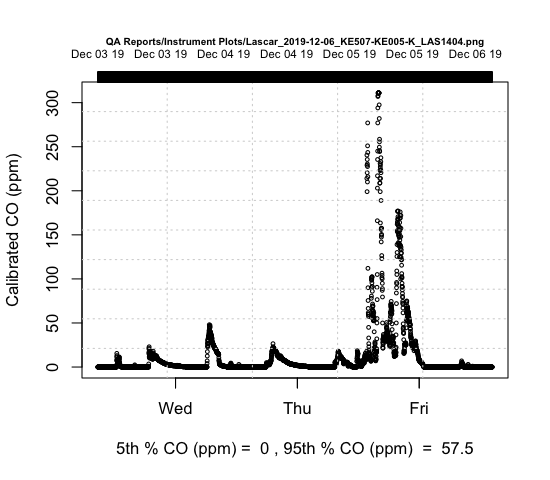 QA Reports/Instrument Plots/Lascar_2019-12-06_KE507-KE005-K_LAS1404.png
Dec 03 19 Dec 03 19 Dec 04 19 Dec 04 19 Dec 05 19 Dec 05 19 Dec 06 19
Calibrated CO (ppm)
300
250
200
150
100
50
0
Wed Thu Fri
5th % CO (ppm) = 0 , 95th % CO (ppm) = 57.5